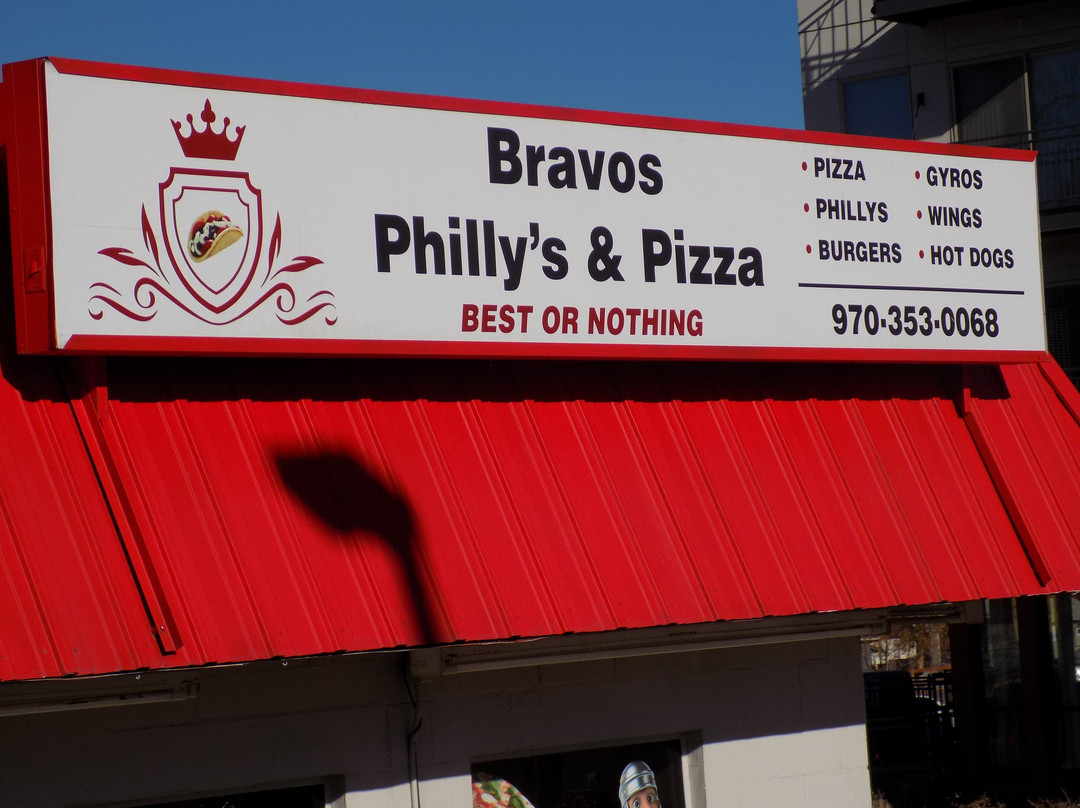 Bravos
Philly's & Pizza
BEST OR NOTHING
• PIZZA
• PHILLYS
• BURGERS
• GYROS
• WINGS
• HOT DOGS
970-353-0068